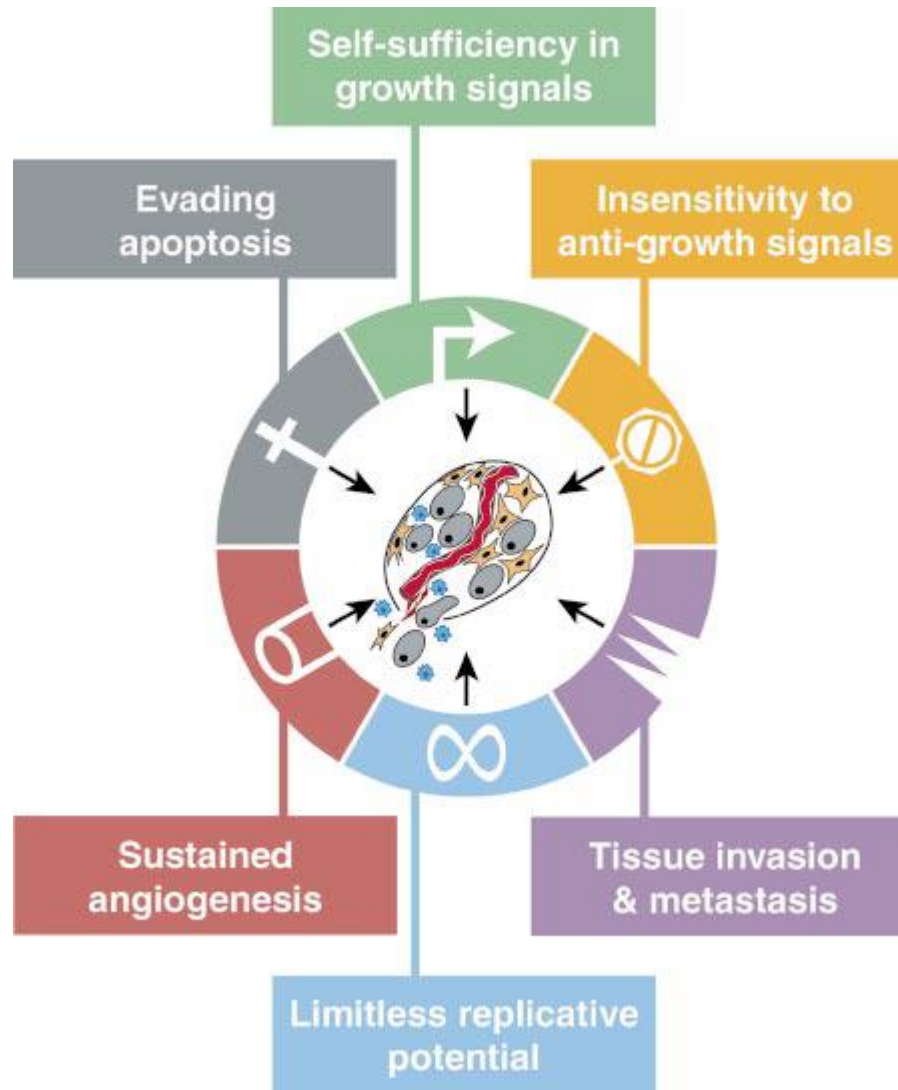 Self-sufficiency in
growth signals
Evading
apoptosis
Insensitivity to
anti-growth signals
Sustained
angiogenesis
Tissue invasion
& metastasis
Limitless replicative
potential